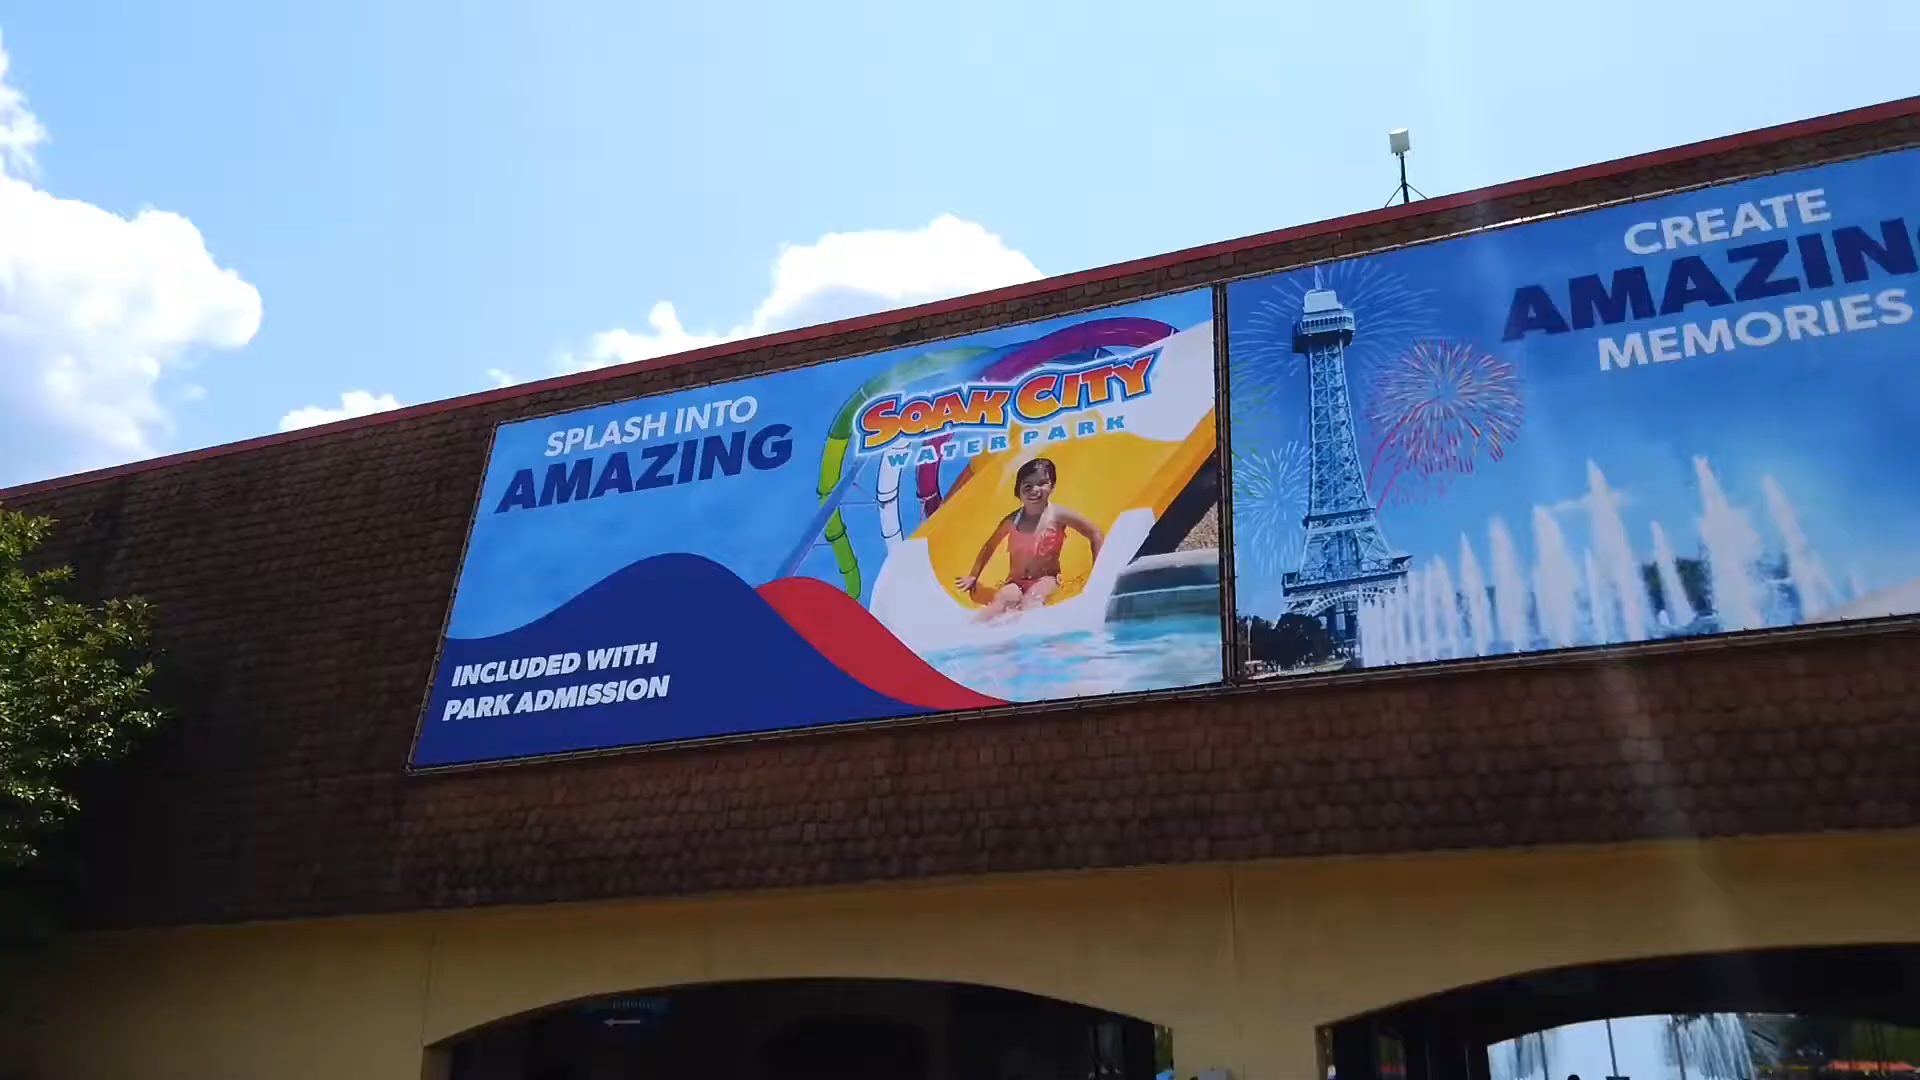 SPLASH INTO
AMAZING
SOAK CITY
WATER PARK
INCLUDED WITH
PARK ADMISSION
CREATE
AMAZIN
MEMORIES